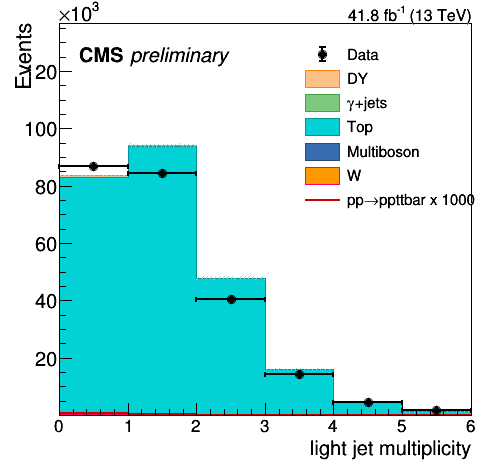 ×10³
41.8 fb⁻¹ (13 TeV)
Events
CMS preliminary
Data
DY
γ+jets
Top
Multiboson
W
pp→ppttbar x 1000
20
100
80
60
40
20
0 1 2 3 4 5 6
light jet multiplicity